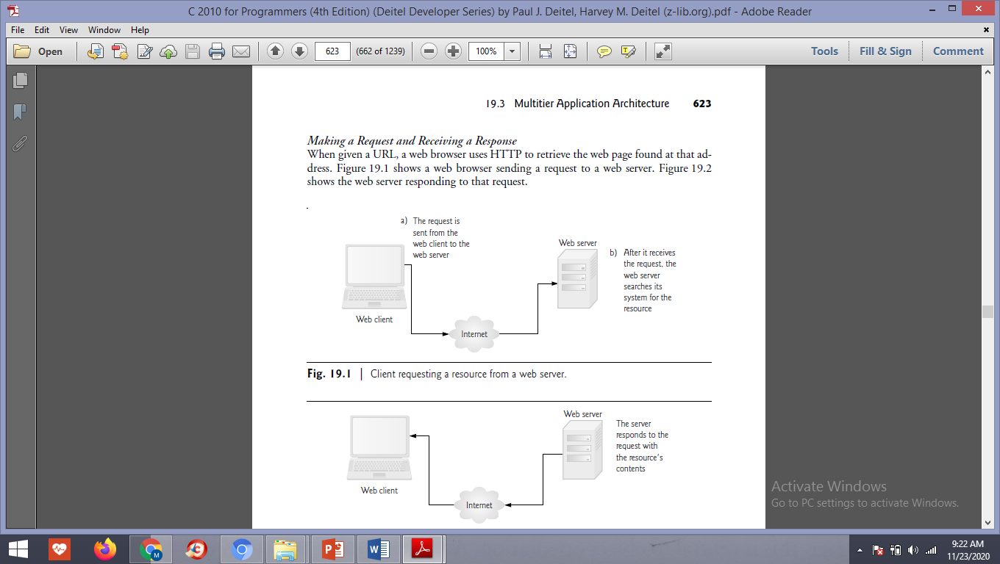 C 2010 for Programmers (4th Edition) (Deitel Developer Series) by Paul J. Deitel, Harvey M. Deitel (z-lib.org).pdf - Adobe Reader
File Edit View Window Help
Open 623 (662 of 1239) 100% Tools Fill & Sign Comment
19.3 Multitier Application Architecture 623
Making a Request and Receiving a Response
When given a URL, a web browser uses HTTP to retrieve the web page found at that ad-
dress. Figure 19.1 shows a web browser sending a request to a web server. Figure 19.2
shows the web server responding to that request.
a) The request is
sent from the
web client to the
web server
Web client
Internet
Web server
b) After it receives
the request, the
web server
searches its
system for the
resource
Fig. 19.1 | Client requesting a resource from a web server.
Web server
The server
responds to the
request with
the resource's
contents
Web client
Internet
Activate Windows
Go to PC settings to activate Windows.
9:22 AM
11/23/2020